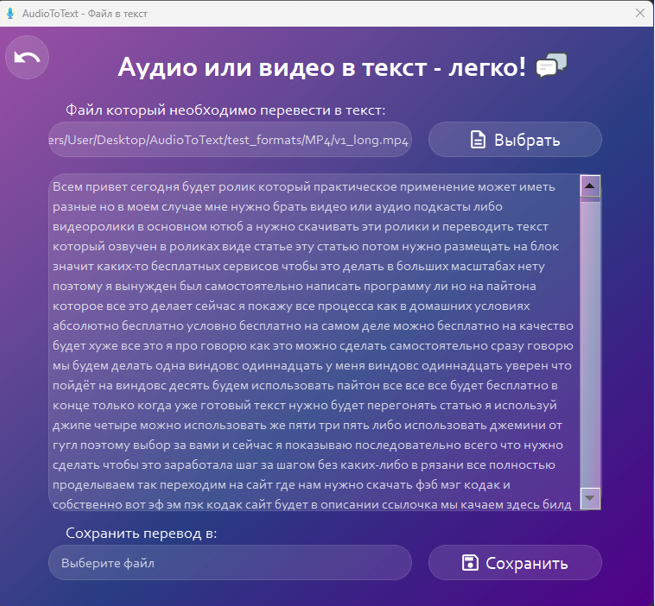 AudioToText - Файл в текст
Аудио или видео в текст - легко!
Файл который необходимо перевести в текст:
ers/User/Desktop/AudioToText/test_formats/MP4/v1_long.mp4
Выбрать
Всем привет сегодня будет ролик который практическое применение может иметь
разные но в моем случае мне нужно брать видео или аудио подкасты либо
видеоролики в основном ютюб а нужно скачивать эти ролики и переводить текст
который озвучен в роликах виде статье эту статью потом нужно размещать на блок
значит каких-то бесплатных сервисов чтобы это делать в больших масштабах нету
поэтому я вынужден был самостоятельно написать программу ли но на пайтона
которое все это делает сейчас я покажу все процесса как в домашних условиях
абсолютно бесплатно условно бесплатно на самом деле можно бесплатно на качество
будет хуже все это я про говорю как это можно сделать самостоятельно сразу говорю
мы будем делать одна виндовс одиннадцать у меня виндовс одиннадцать уверен что
пойдёт на виндовс десять будем использовать пайтон все все все будет бесплатно в
конце только когда уже готовый текст нужно будет перегонять статью я используй
джипе четыре можно использовать же пяти три пять либо использовать джемини от
гугл поэтому выбор за вами и сейчас я показываю последовательно всего что нужно
сделать чтобы это заработала шаг за шагом без каких-либо в рязани все полностью
проделываем так переходим на сайт где нам нужно скачать фэб мэг кодак и
собственно вот эф эм пэк кодак сайт будет в описании ссылочка мы качаем здесь билд
Сохранить перевод в:
Выберите файл
Сохранить